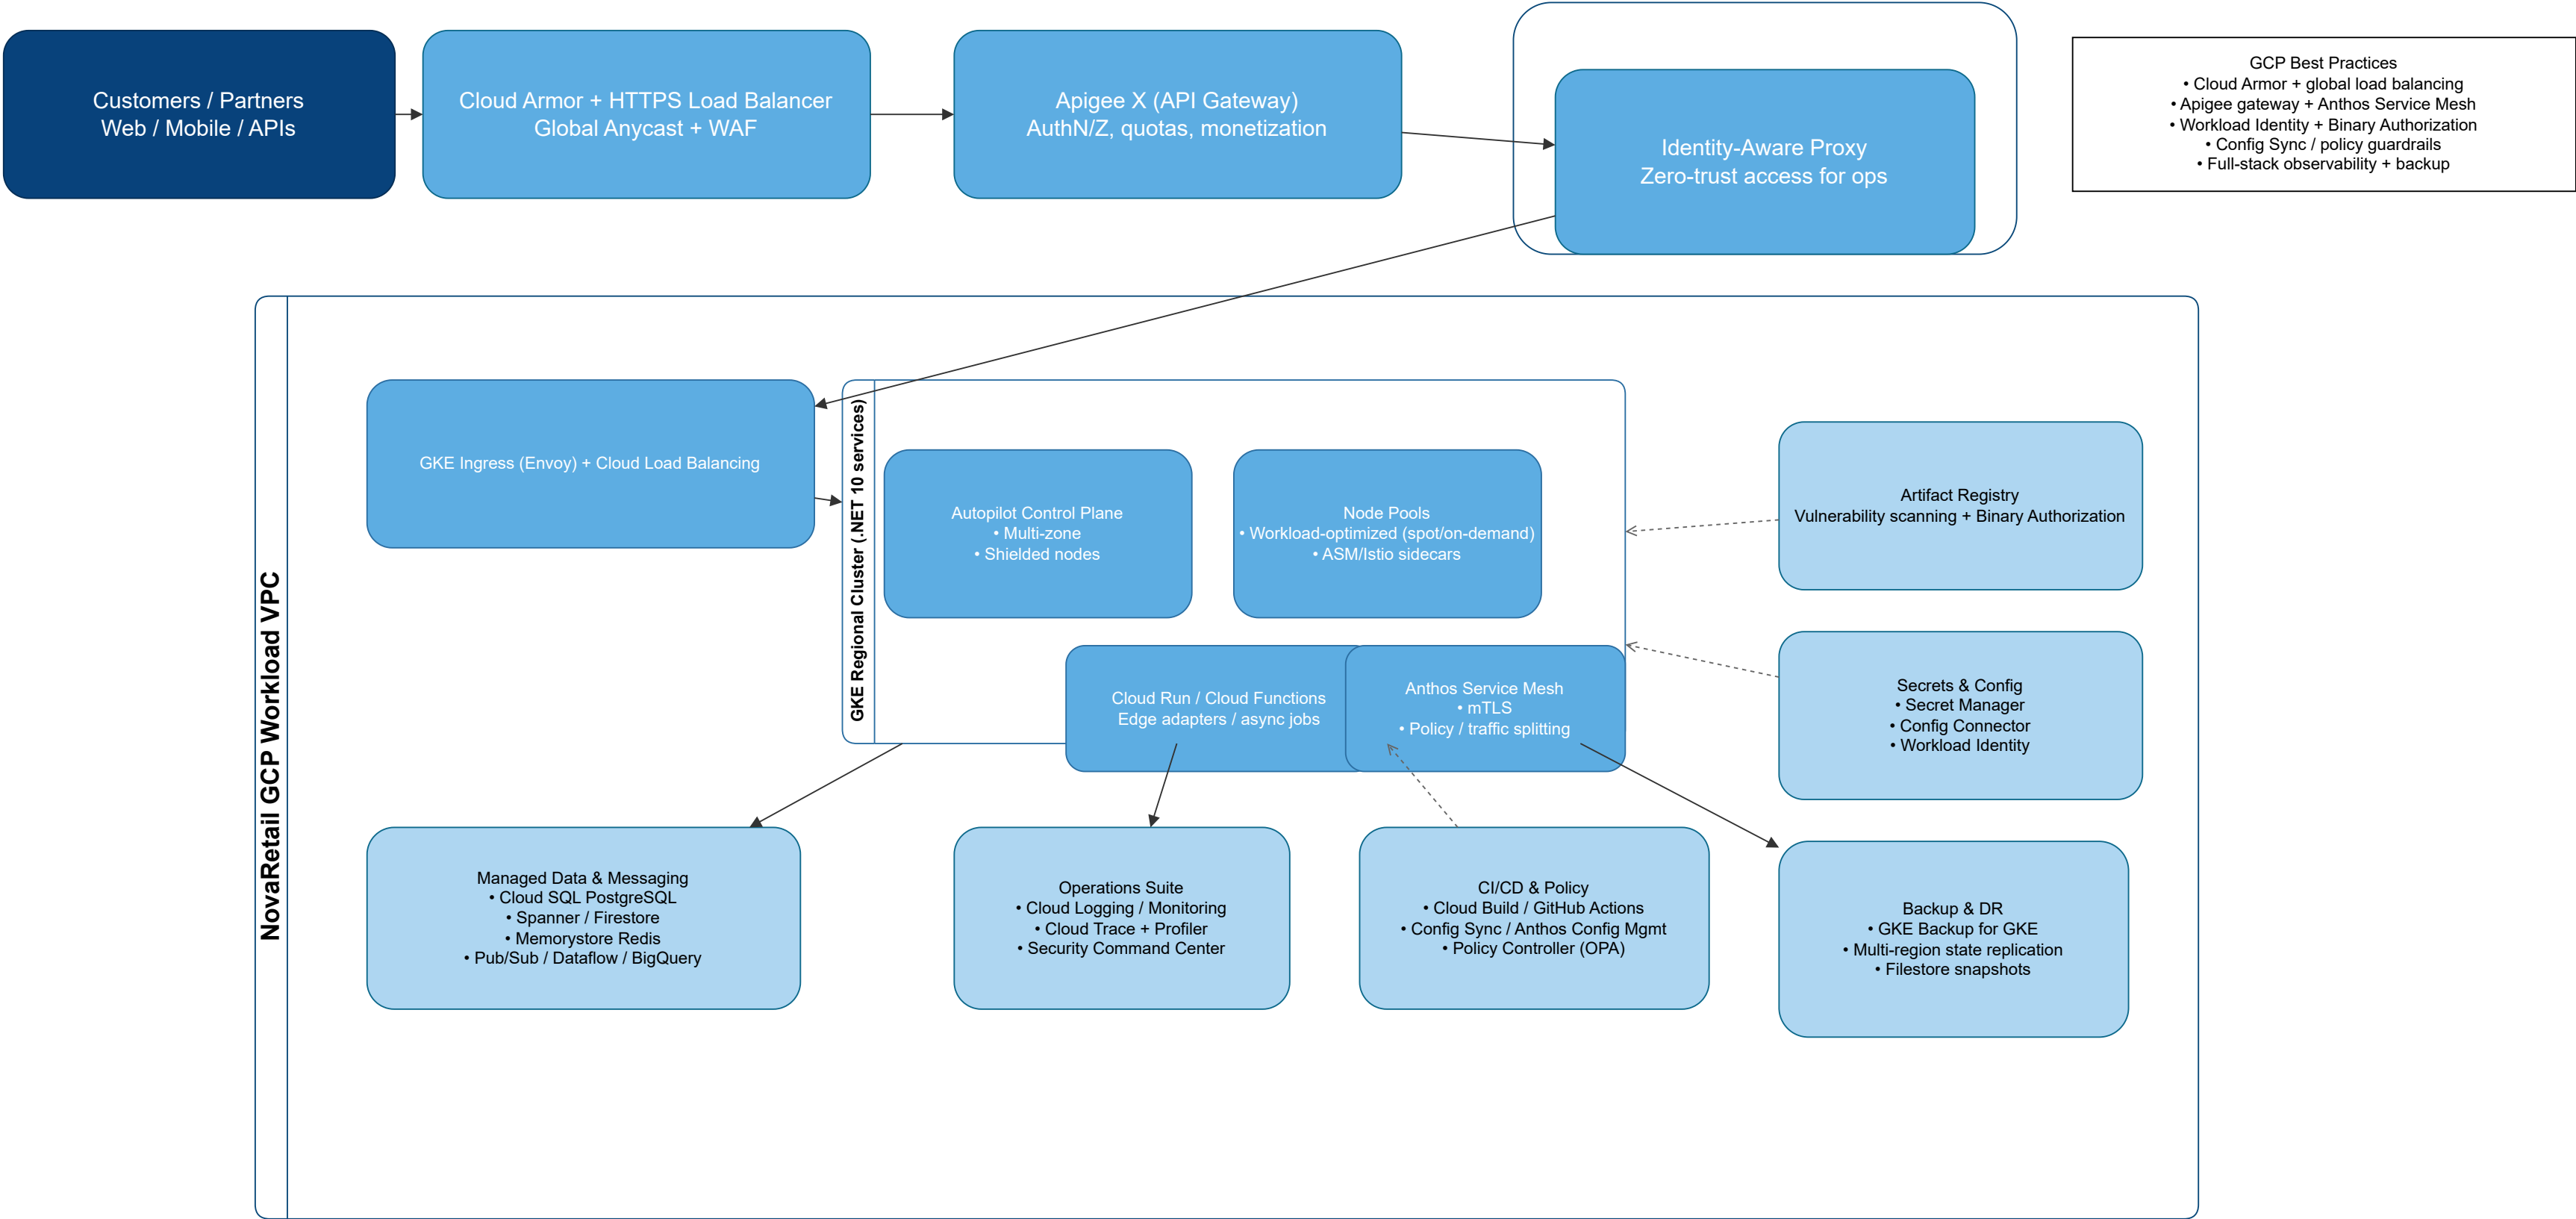 Customers / Partners
Web / Mobile / APIs
Cloud Armor + HTTPS Load Balancer
Global Anycast + WAF
Apigee X (API Gateway)
AuthN/Z, quotas, monetization
Identity-Aware Proxy
Zero-trust access for ops
GCP Best Practices
• Cloud Armor + global load balancing
• Apigee gateway + Anthos Service Mesh
• Workload Identity + Binary Authorization
• Config Sync / policy guardrails
• Full-stack observability + backup
NovaRetail GCP Workload VPC
GKE Ingress (Envoy) + Cloud Load Balancing
GKE Regional Cluster (.NET 10 services)
Autopilot Control Plane
• Multi-zone
• Shielded nodes
Node Pools
• Workload-optimized (spot/on-demand)
• ASM/Istio sidecars
Cloud Run / Cloud Functions
Edge adapters / async jobs
Anthos Service Mesh
• mTLS
• Policy / traffic splitting
Artifact Registry
Vulnerability scanning + Binary Authorization
Secrets & Config
• Secret Manager
• Config Connector
• Workload Identity
Managed Data & Messaging
• Cloud SQL PostgreSQL
• Spanner / Firestore
• Memorystore Redis
• Pub/Sub / Dataflow / BigQuery
Operations Suite
• Cloud Logging / Monitoring
• Cloud Trace + Profiler
• Security Command Center
CI/CD & Policy
• Cloud Build / GitHub Actions
• Config Sync / Anthos Config Mgmt
• Policy Controller (OPA)
Backup & DR
• GKE Backup for GKE
• Multi-region state replication
• Filestore snapshots